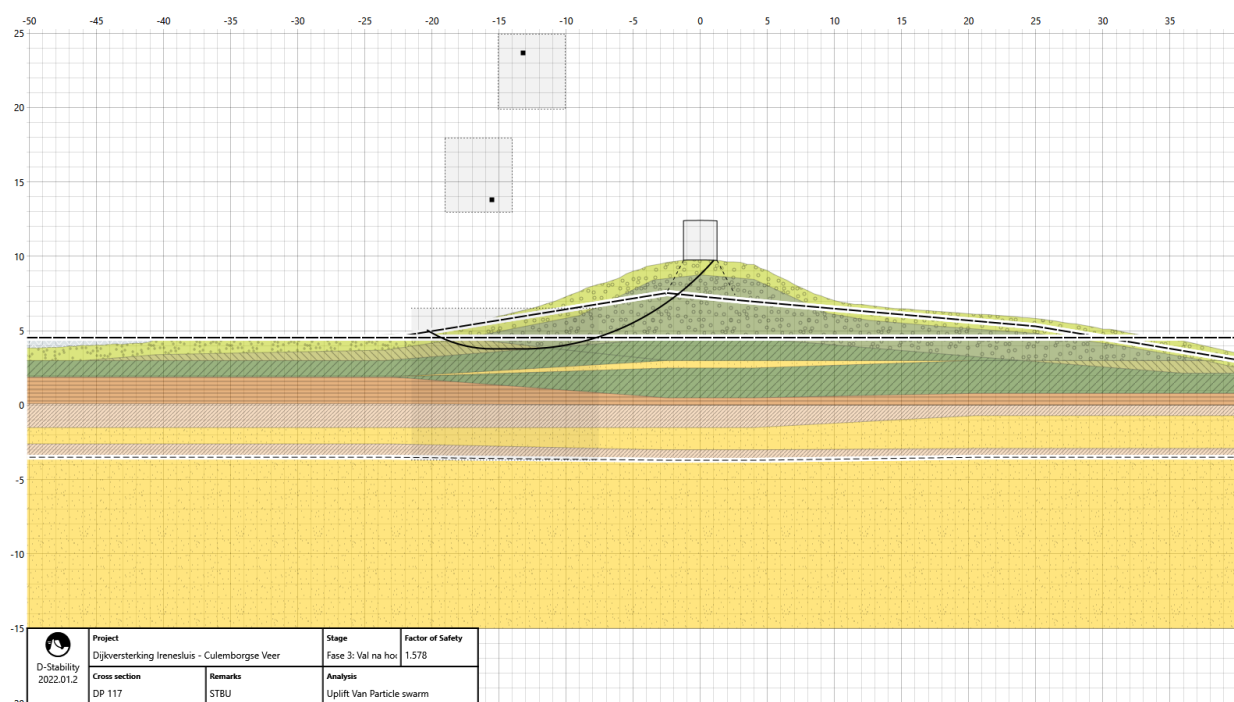 -50 -45 -40 -35 -30 -25 -20 -15 -10 -5 0 5 10 15 20 25 30 35
25
20
15
10
5
0
-5
-10
-15
Project
Dijkversterking Irenesluis - Culemborgse Veer
Stage
Fase 3: Val na hoc
Factor of Safety
1.578
D-Stability
2022.01.2
Cross section
DP 117
Remarks
STBU
Analysis
Uplift Van Particle swarm